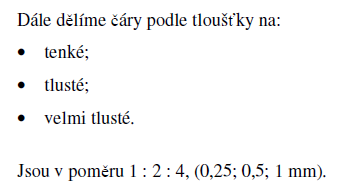 Dále dělíme čáry podle tloušťky na:
• tenké;
• tlusté;
• velmi tlusté.
Jsou v poměru 1 : 2 : 4, (0,25; 0,5; 1 mm).